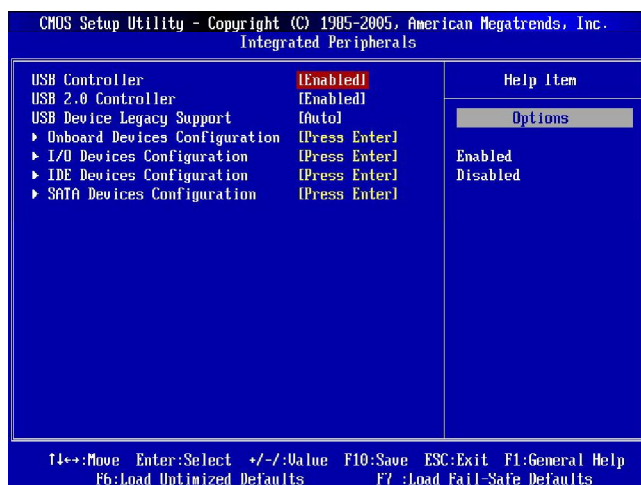 CMOS Setup Utility - Copyright (C) 1985-2005, American Megatrends, Inc.
Integrated Peripherals
USB Controller [Enabled]
USB 2.0 Controller [Enabled]
USB Device Legacy Support [Auto]
▶ Onboard Devices Configuration [Press Enter]
▶ I/O Devices Configuration [Press Enter]
▶ IDE Devices Configuration [Press Enter]
▶ SATA Devices Configuration [Press Enter]
Help Item
Options
Enabled
Disabled
↑↓←→:Move Enter:Select +/-/:Value F10:Save ESC:Exit F1:General Help
F6:Load Optimized Defaults F7 :Load Fail-Safe Defaults